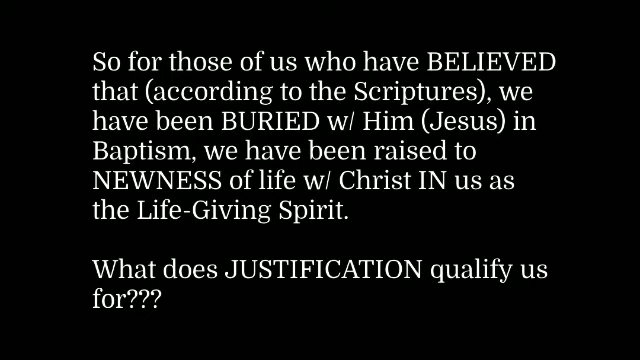 So for those of us who have BELIEVED
that (according to the Scriptures), we
have been BURIED w/ Him (Jesus) in
Baptism, we have been raised to
NEWNESS of life w/ Christ IN us as
the Life-Giving Spirit.
What does JUSTIFICATION qualify us
for???